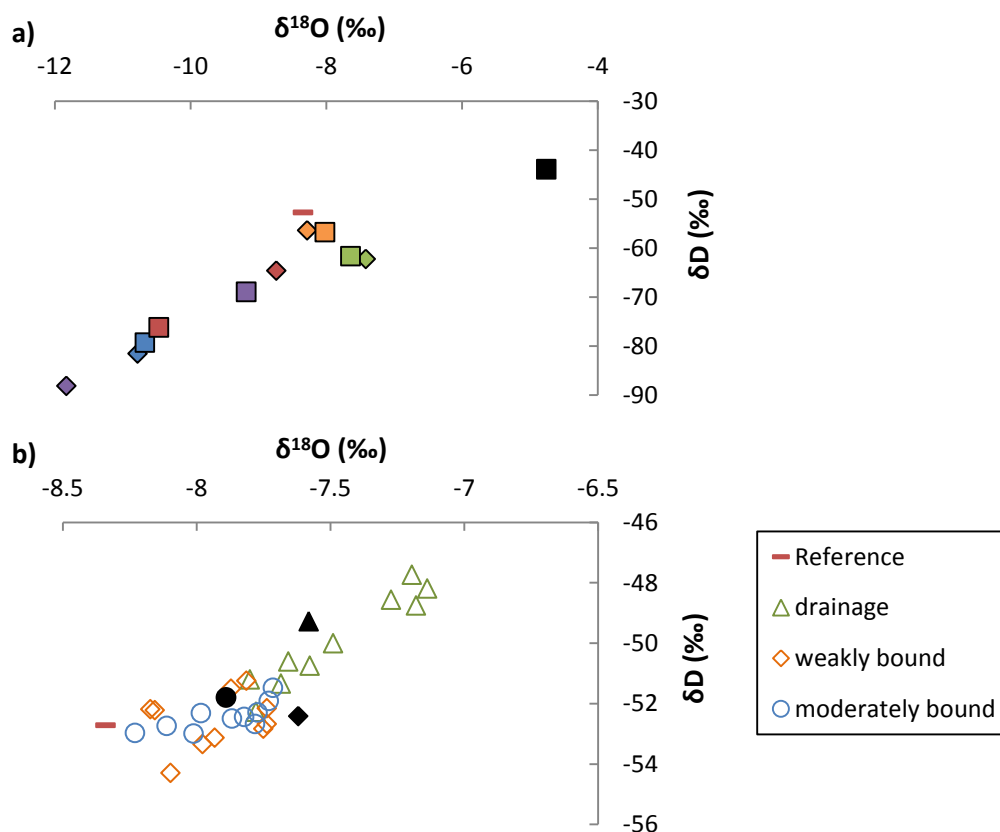 a)
δ18O (‰)
-12 -10 -8 -6 -4
-30
-40
-50
-60
-70
-80
-90
δD (‰)
b)
δ18O (‰)
-8.5 -8 -7.5 -7 -6.5
-46
-48
-50
-52
-54
-56
δD (‰)
Reference
drainage
weakly bound
moderately bound